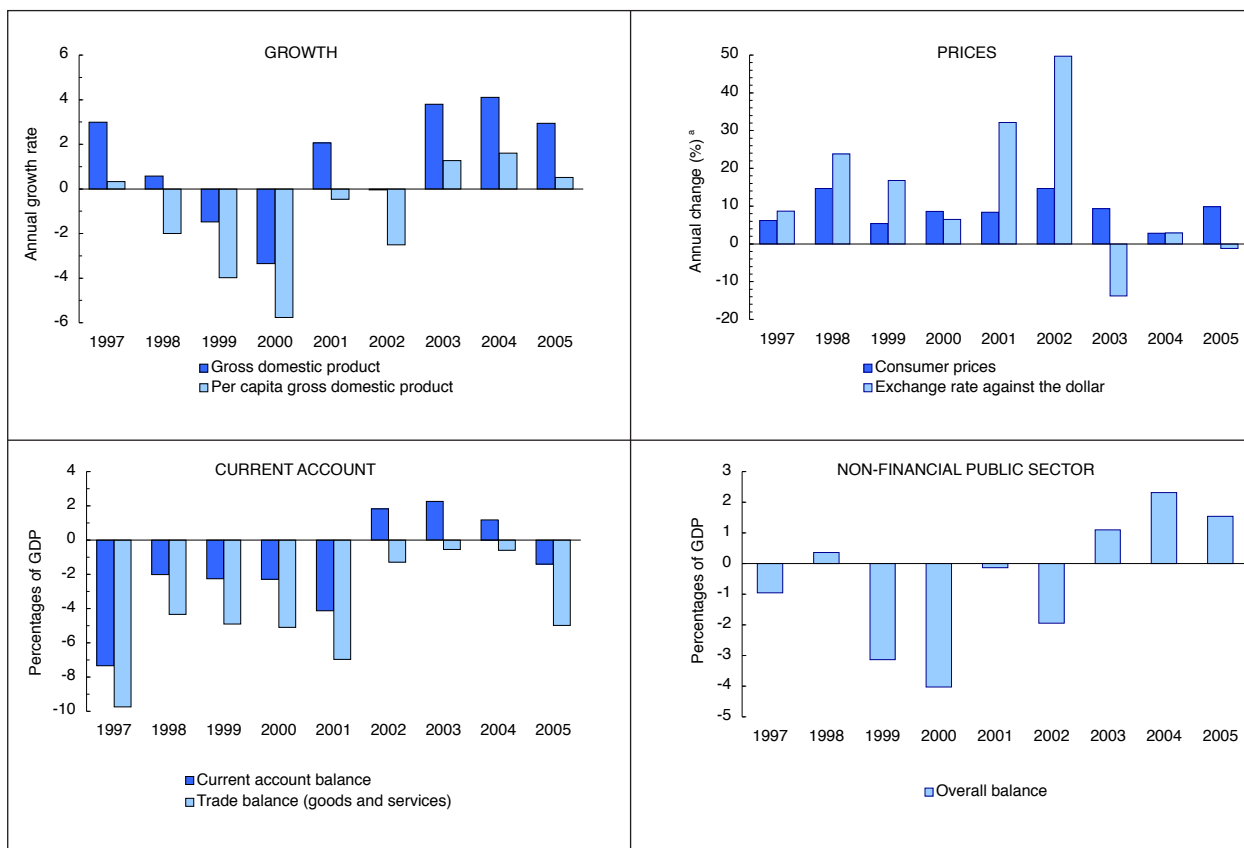 GROWTH
Annual growth rate
6
4
2
0
-2
-4
-6
1997 1998 1999 2000 2001 2002 2003 2004 2005
Gross domestic product
Per capita gross domestic product
PRICES
Annual change (%) a
50
40
30
20
10
0
-10
-20
1997 1998 1999 2000 2001 2002 2003 2004 2005
Consumer prices
Exchange rate against the dollar
CURRENT ACCOUNT
Percentages of GDP
4
2
0
-2
-4
-6
-8
-10
1997 1998 1999 2000 2001 2002 2003 2004 2005
Current account balance
Trade balance (goods and services)
NON-FINANCIAL PUBLIC SECTOR
Percentages of GDP
3
2
1
0
-1
-2
-3
-4
-5
1997 1998 1999 2000 2001 2002 2003 2004 2005
Overall balance